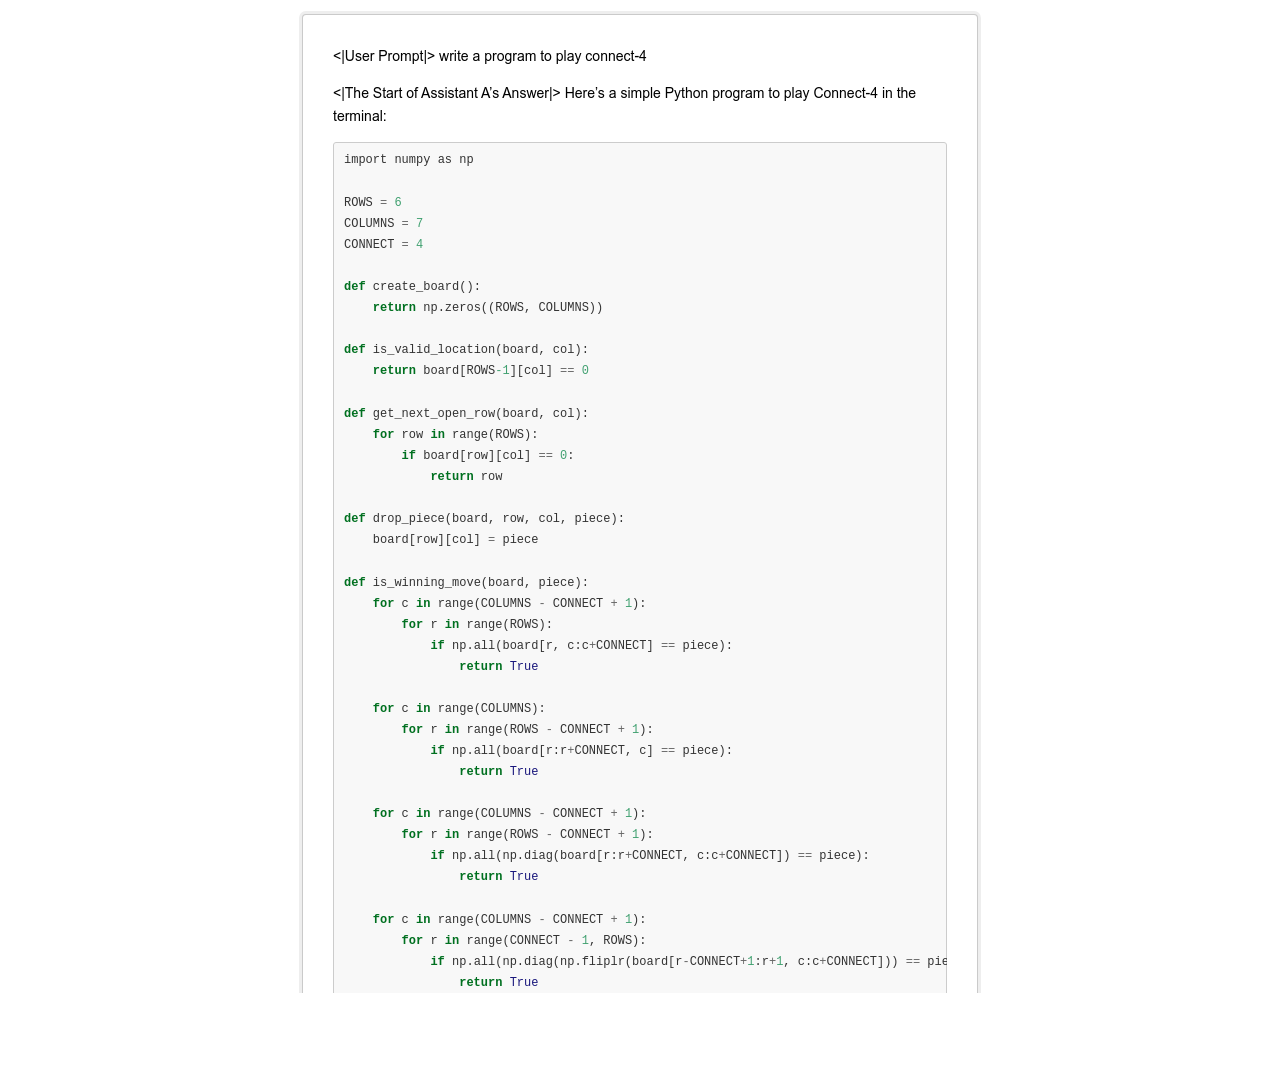 <|User Prompt|> write a program to play connect-4
<|The Start of Assistant A’s Answer|> Here’s a simple Python program to play Connect-4 in the
terminal:
import numpy as np

ROWS = 6
COLUMNS = 7
CONNECT = 4

def create_board():
    return np.zeros((ROWS, COLUMNS))

def is_valid_location(board, col):
    return board[ROWS-1][col] == 0

def get_next_open_row(board, col):
    for row in range(ROWS):
        if board[row][col] == 0:
            return row

def drop_piece(board, row, col, piece):
    board[row][col] = piece

def is_winning_move(board, piece):
    for c in range(COLUMNS - CONNECT + 1):
        for r in range(ROWS):
            if np.all(board[r, c:c+CONNECT] == piece):
                return True

    for c in range(COLUMNS):
        for r in range(ROWS - CONNECT + 1):
            if np.all(board[r:r+CONNECT, c] == piece):
                return True

    for c in range(COLUMNS - CONNECT + 1):
        for r in range(ROWS - CONNECT + 1):
            if np.all(np.diag(board[r:r+CONNECT, c:c+CONNECT]) == piece):
                return True

    for c in range(COLUMNS - CONNECT + 1):
        for r in range(CONNECT - 1, ROWS):
            if np.all(np.diag(np.fliplr(board[r-CONNECT+1:r+1, c:c+CONNECT])) == pie
                return True